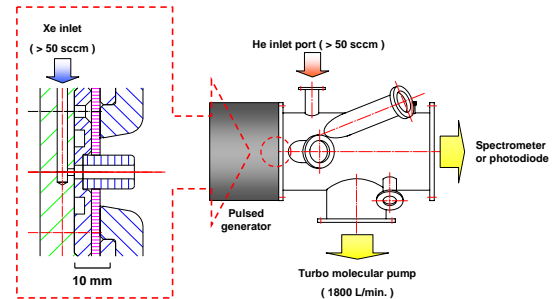 Xe inlet
( > 50 sccm )
He inlet port ( > 50 sccm )
Spectrometer
or photodiode
Pulsed
generator
10 mm
Turbo molecular pump
( 1800 L/min. )